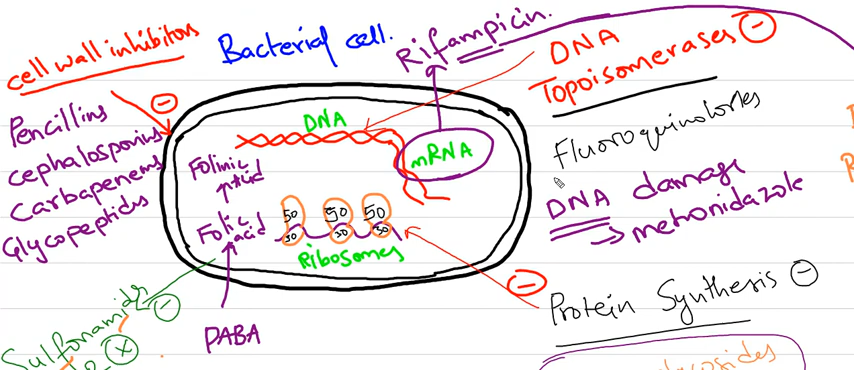 cell wall inhibitors
Bacterial cell.
Rifampicin.
DNA
Topoisomerases
Pencillins
cephalosporins
Carbapenems
Glycopeptides
DNA
mRNA
Folinic
acid
Folic
acid
50 50 50
30 30 30
Ribosomes
PABA
Fluoroquinolones
DNA damage
→ metronidazole
Protein Synthesis
Sulfonamides